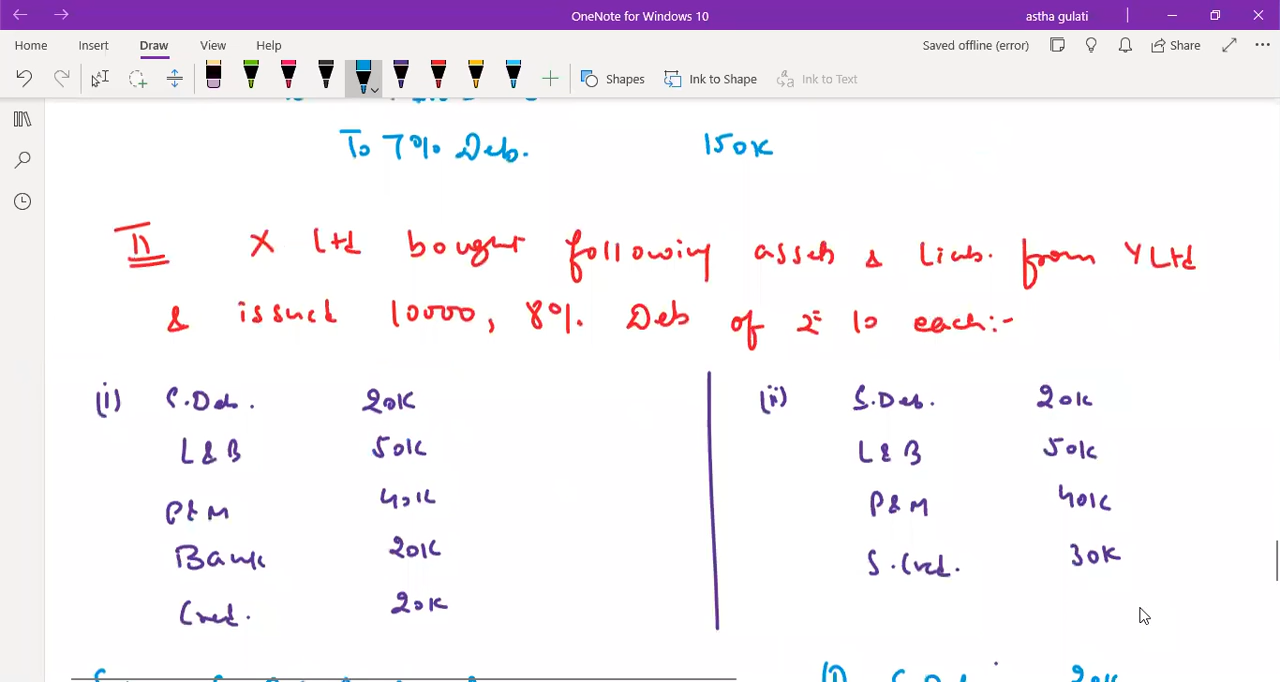 OneNote for Windows 10
astha gulati
Home Insert Draw View Help
Saved offline (error)
Share
Shapes
Ink to Shape
Ink to Text
To 7% Deb. 150K
II X Ltd bought following assets & Liab. from Y Ltd
& issued 10000, 8% Deb of ₹ 10 each:-
(i) S.Deb. 20K
L & B 50K
P & M 40K
Bank 20K
Cred. 20K
(ii) S.Deb. 20K
L & B 50K
P & M 40K
S.Cred. 30K